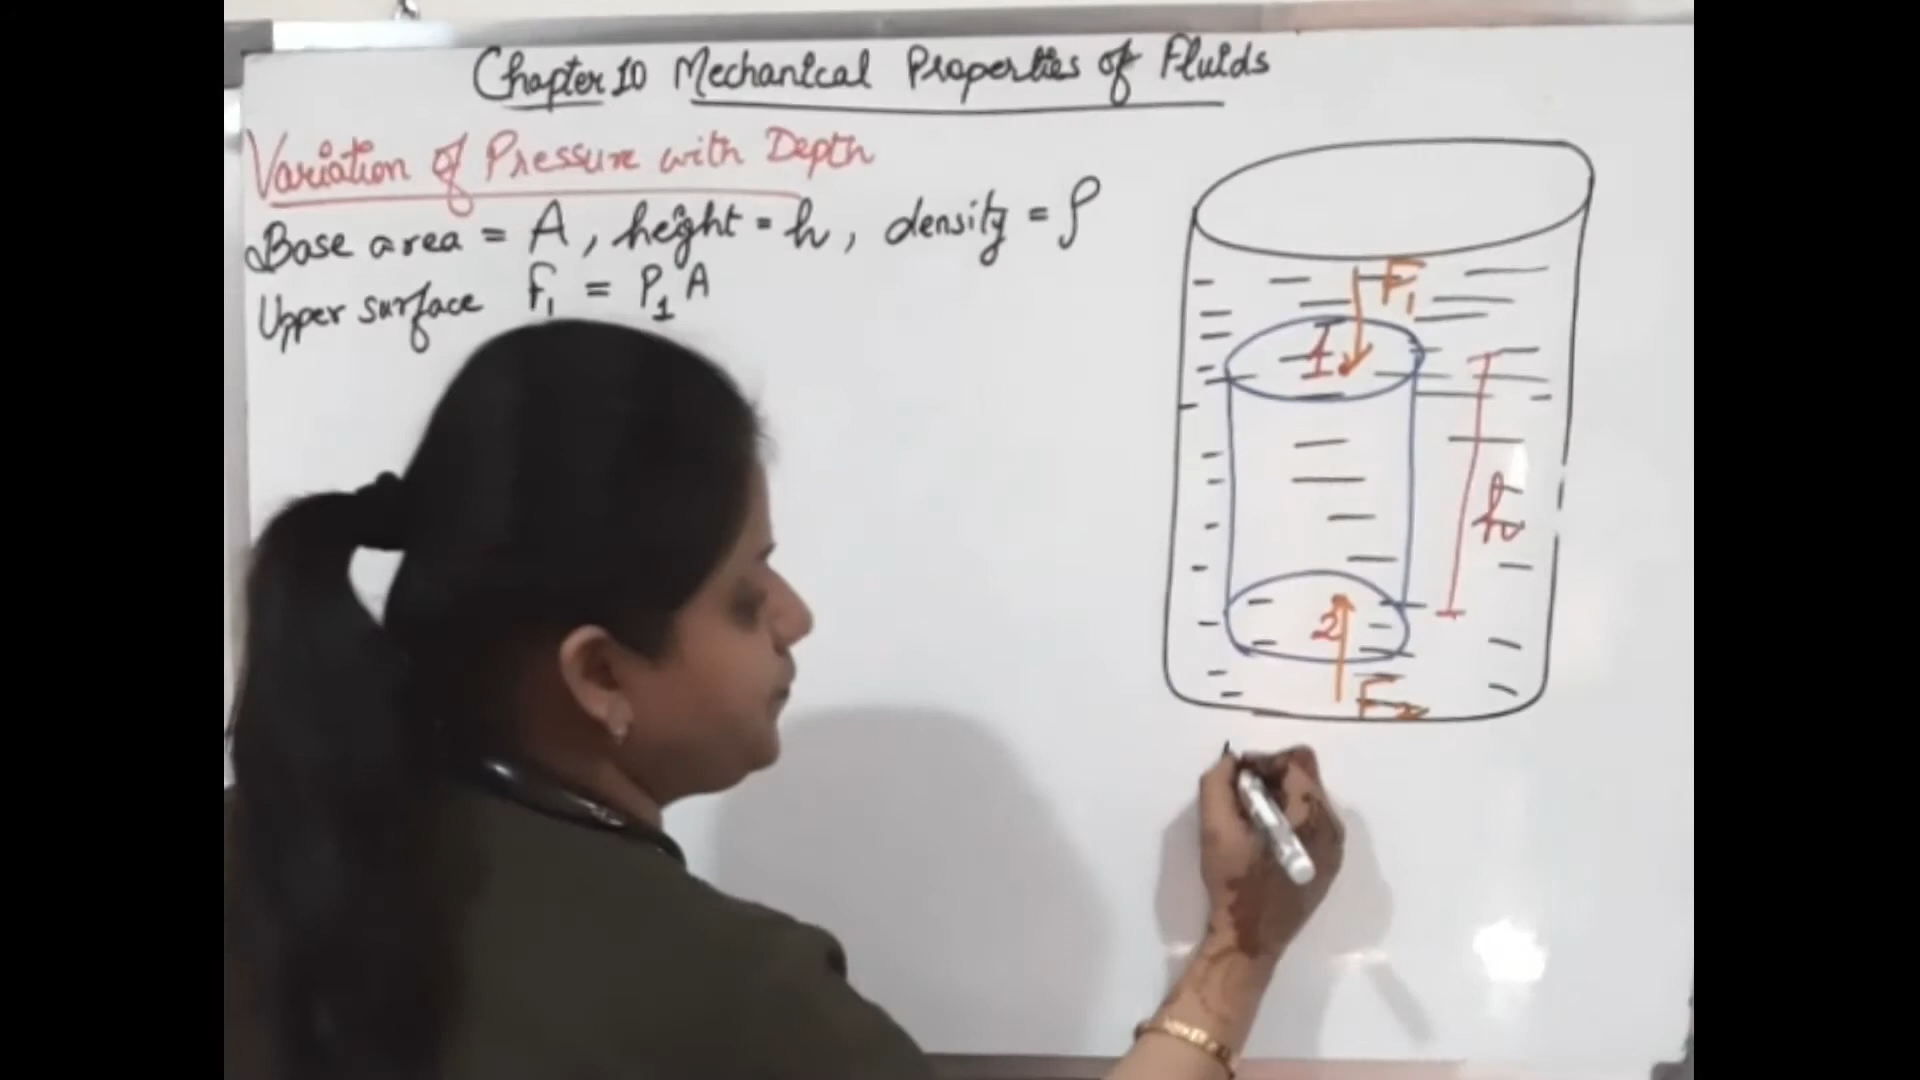 Chapter 10 Mechanical Properties of Fluids
Variation of Pressure with Depth
Base area = A, height = h, density = ρ
Upper surface F₁ = P₁ A
F₁
1
h
2
F₂